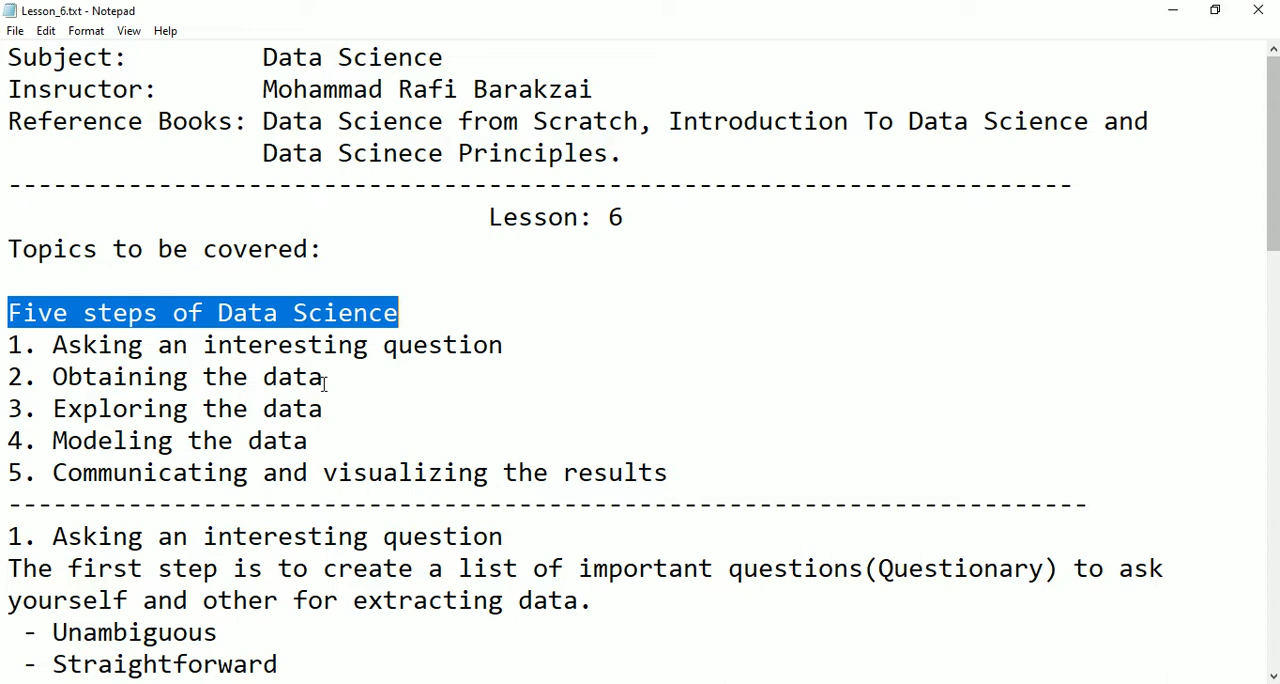 Lesson_6.txt - Notepad
File Edit Format View Help
Subject: Data Science
Insructor: Mohammad Rafi Barakzai
Reference Books: Data Science from Scratch, Introduction To Data Science and
Data Scinece Principles.
-----------------------------------------------------------------------
Lesson: 6
Topics to be covered:
Five steps of Data Science
1. Asking an interesting question
2. Obtaining the data
3. Exploring the data
4. Modeling the data
5. Communicating and visualizing the results
------------------------------------------------------------------------
1. Asking an interesting question
The first step is to create a list of important questions(Questionary) to ask
yourself and other for extracting data.
- Unambiguous
- Straightforward